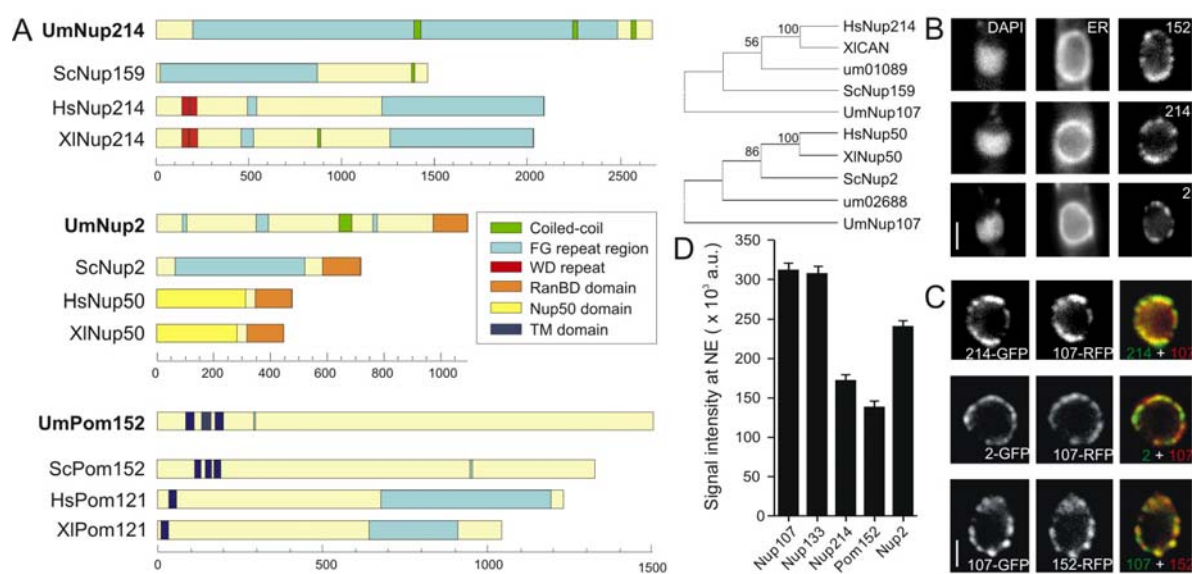 A
UmNup214
ScNup159
HsNup214
XlNup214
0 500 1000 1500 2000 2500
UmNup2
ScNup2
HsNup50
XlNup50
0 200 400 600 800 1000
Coiled-coil
FG repeat region
WD repeat
RanBD domain
Nup50 domain
TM domain
UmPom152
ScPom152
HsPom121
XlPom121
0 500 1000 1500
HsNup214
100
XlCAN
56
um01089
ScNup159
UmNup107
HsNup50
100
XlNup50
86
ScNup2
um02688
UmNup107
B
DAPI ER 152
214
2
D
Signal intensity at NE ( x 10³ a.u.)
350
300
250
200
150
100
50
0
Nup107 Nup133 Nup214 Pom152 Nup2
C
214-GFP 107-RFP 214 + 107
2-GFP 107-RFP 2 + 107
107-GFP 152-RFP 107 + 152